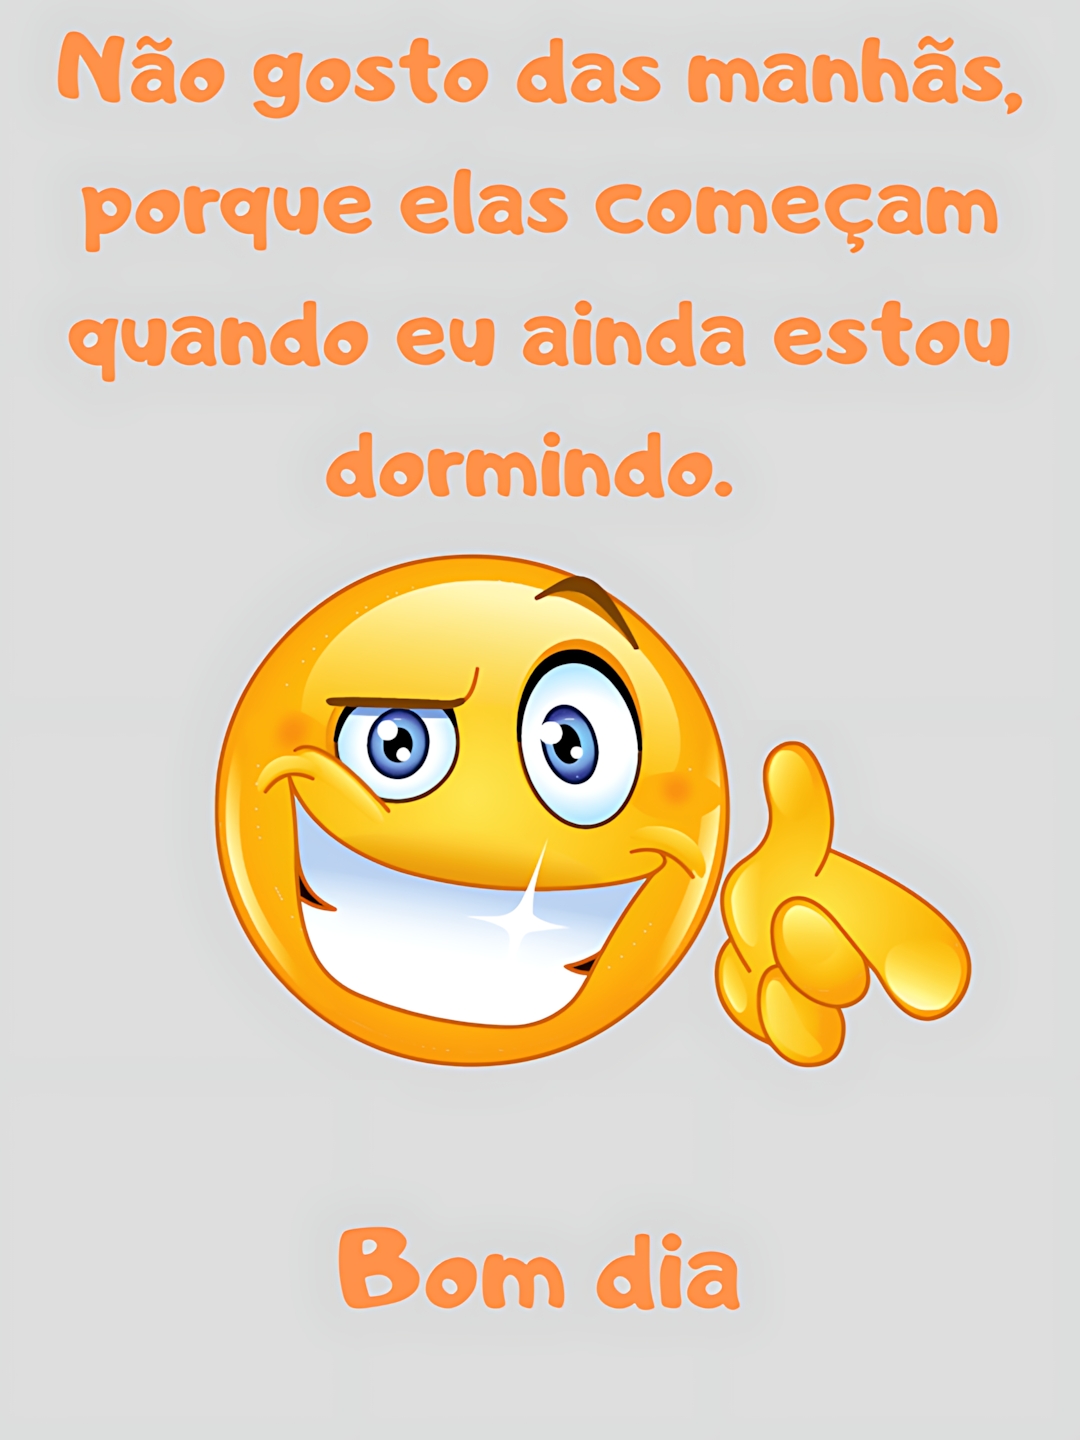 Não gosto das manhãs,
porque elas começam
quando eu ainda estou
dormindo.
Bom dia